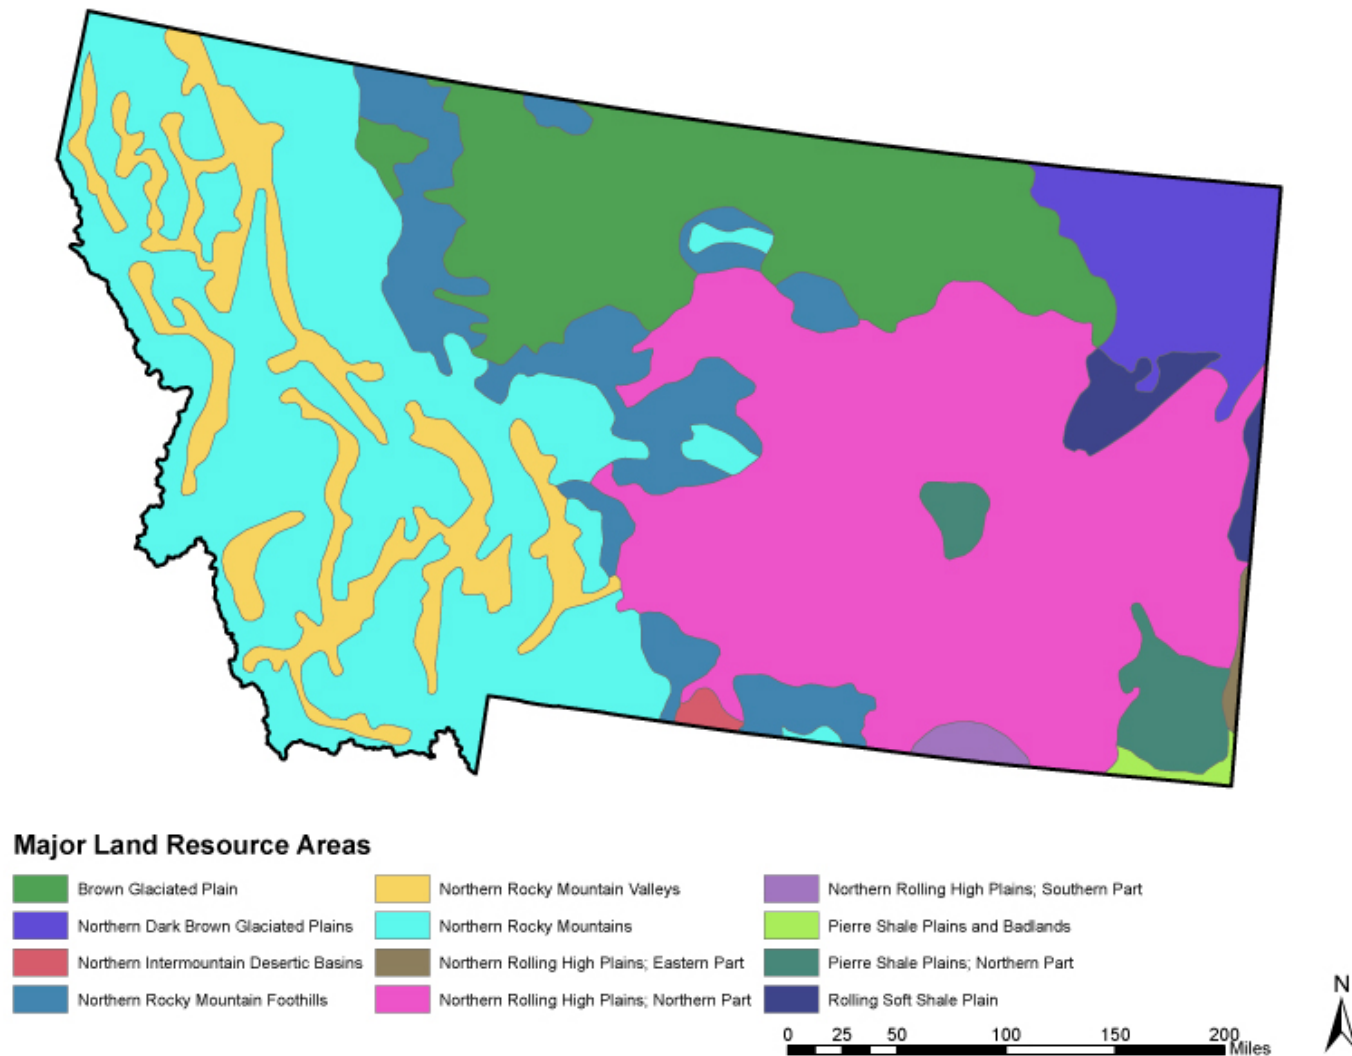 Major Land Resource Areas
Brown Glaciated Plain
Northern Dark Brown Glaciated Plains
Northern Intermountain Desertic Basins
Northern Rocky Mountain Foothills
Northern Rocky Mountain Valleys
Northern Rocky Mountains
Northern Rolling High Plains; Eastern Part
Northern Rolling High Plains; Northern Part
Northern Rolling High Plains; Southern Part
Pierre Shale Plains and Badlands
Pierre Shale Plains; Northern Part
Rolling Soft Shale Plain
N
0 25 50 100 150 200
Miles